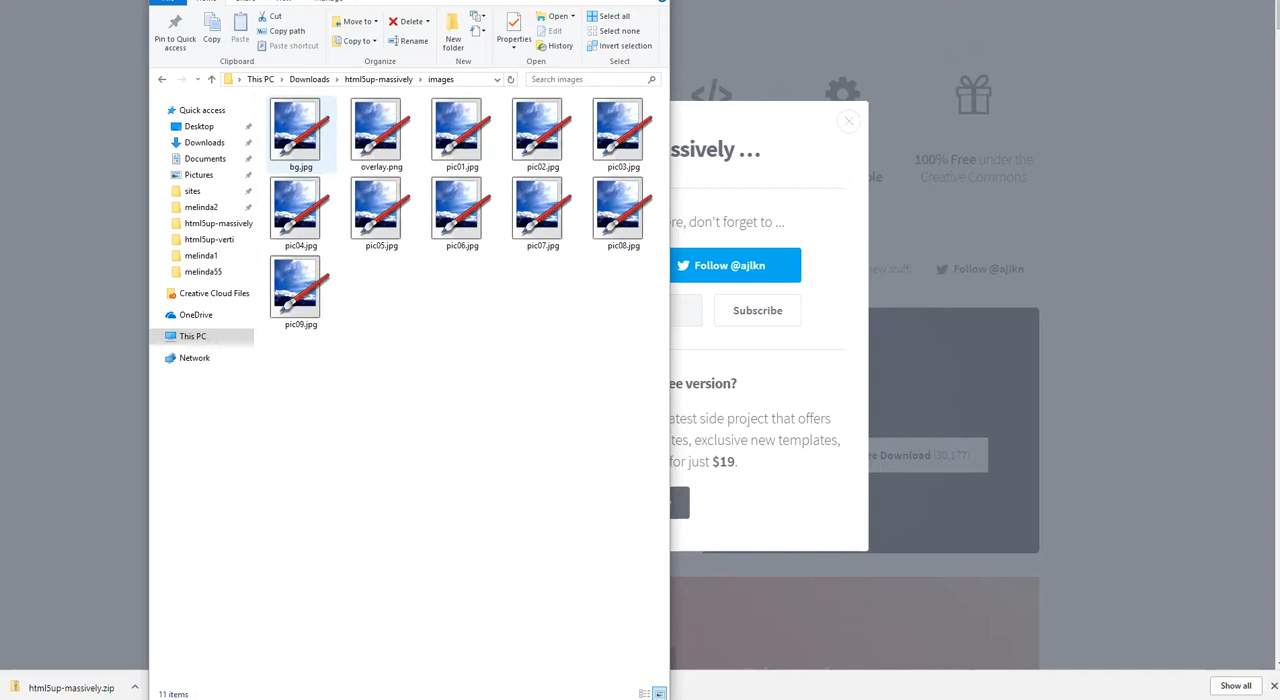 Pin to Quick access
Copy
Paste
Cut
Copy path
Paste shortcut
Clipboard
Move to
Copy to
Delete
Rename
Organize
New folder
New
Properties
Open
Edit
History
Open
Select all
Select none
Invert selection
Select
This PC
Downloads
html5up-massively
images
Search images
Quick access
Desktop
Downloads
Documents
Pictures
sites
melinda2
html5up-massively
html5up-verti
melinda1
melinda55
Creative Cloud Files
OneDrive
This PC
Network
bg.jpg
overlay.png
pic01.jpg
pic02.jpg
pic03.jpg
pic04.jpg
pic05.jpg
pic06.jpg
pic07.jpg
pic08.jpg
pic09.jpg
11 items
</>
100% Free under the
Creative Commons
ssively ...
re, don't forget to ...
Follow @ajlkn
Subscribe
new stuff:
Follow @ajlkn
ee version?
atest side project that offers
tes, exclusive new templates,
for just $19.
ee Download (30,177)
html5up-massively.zip
Show all